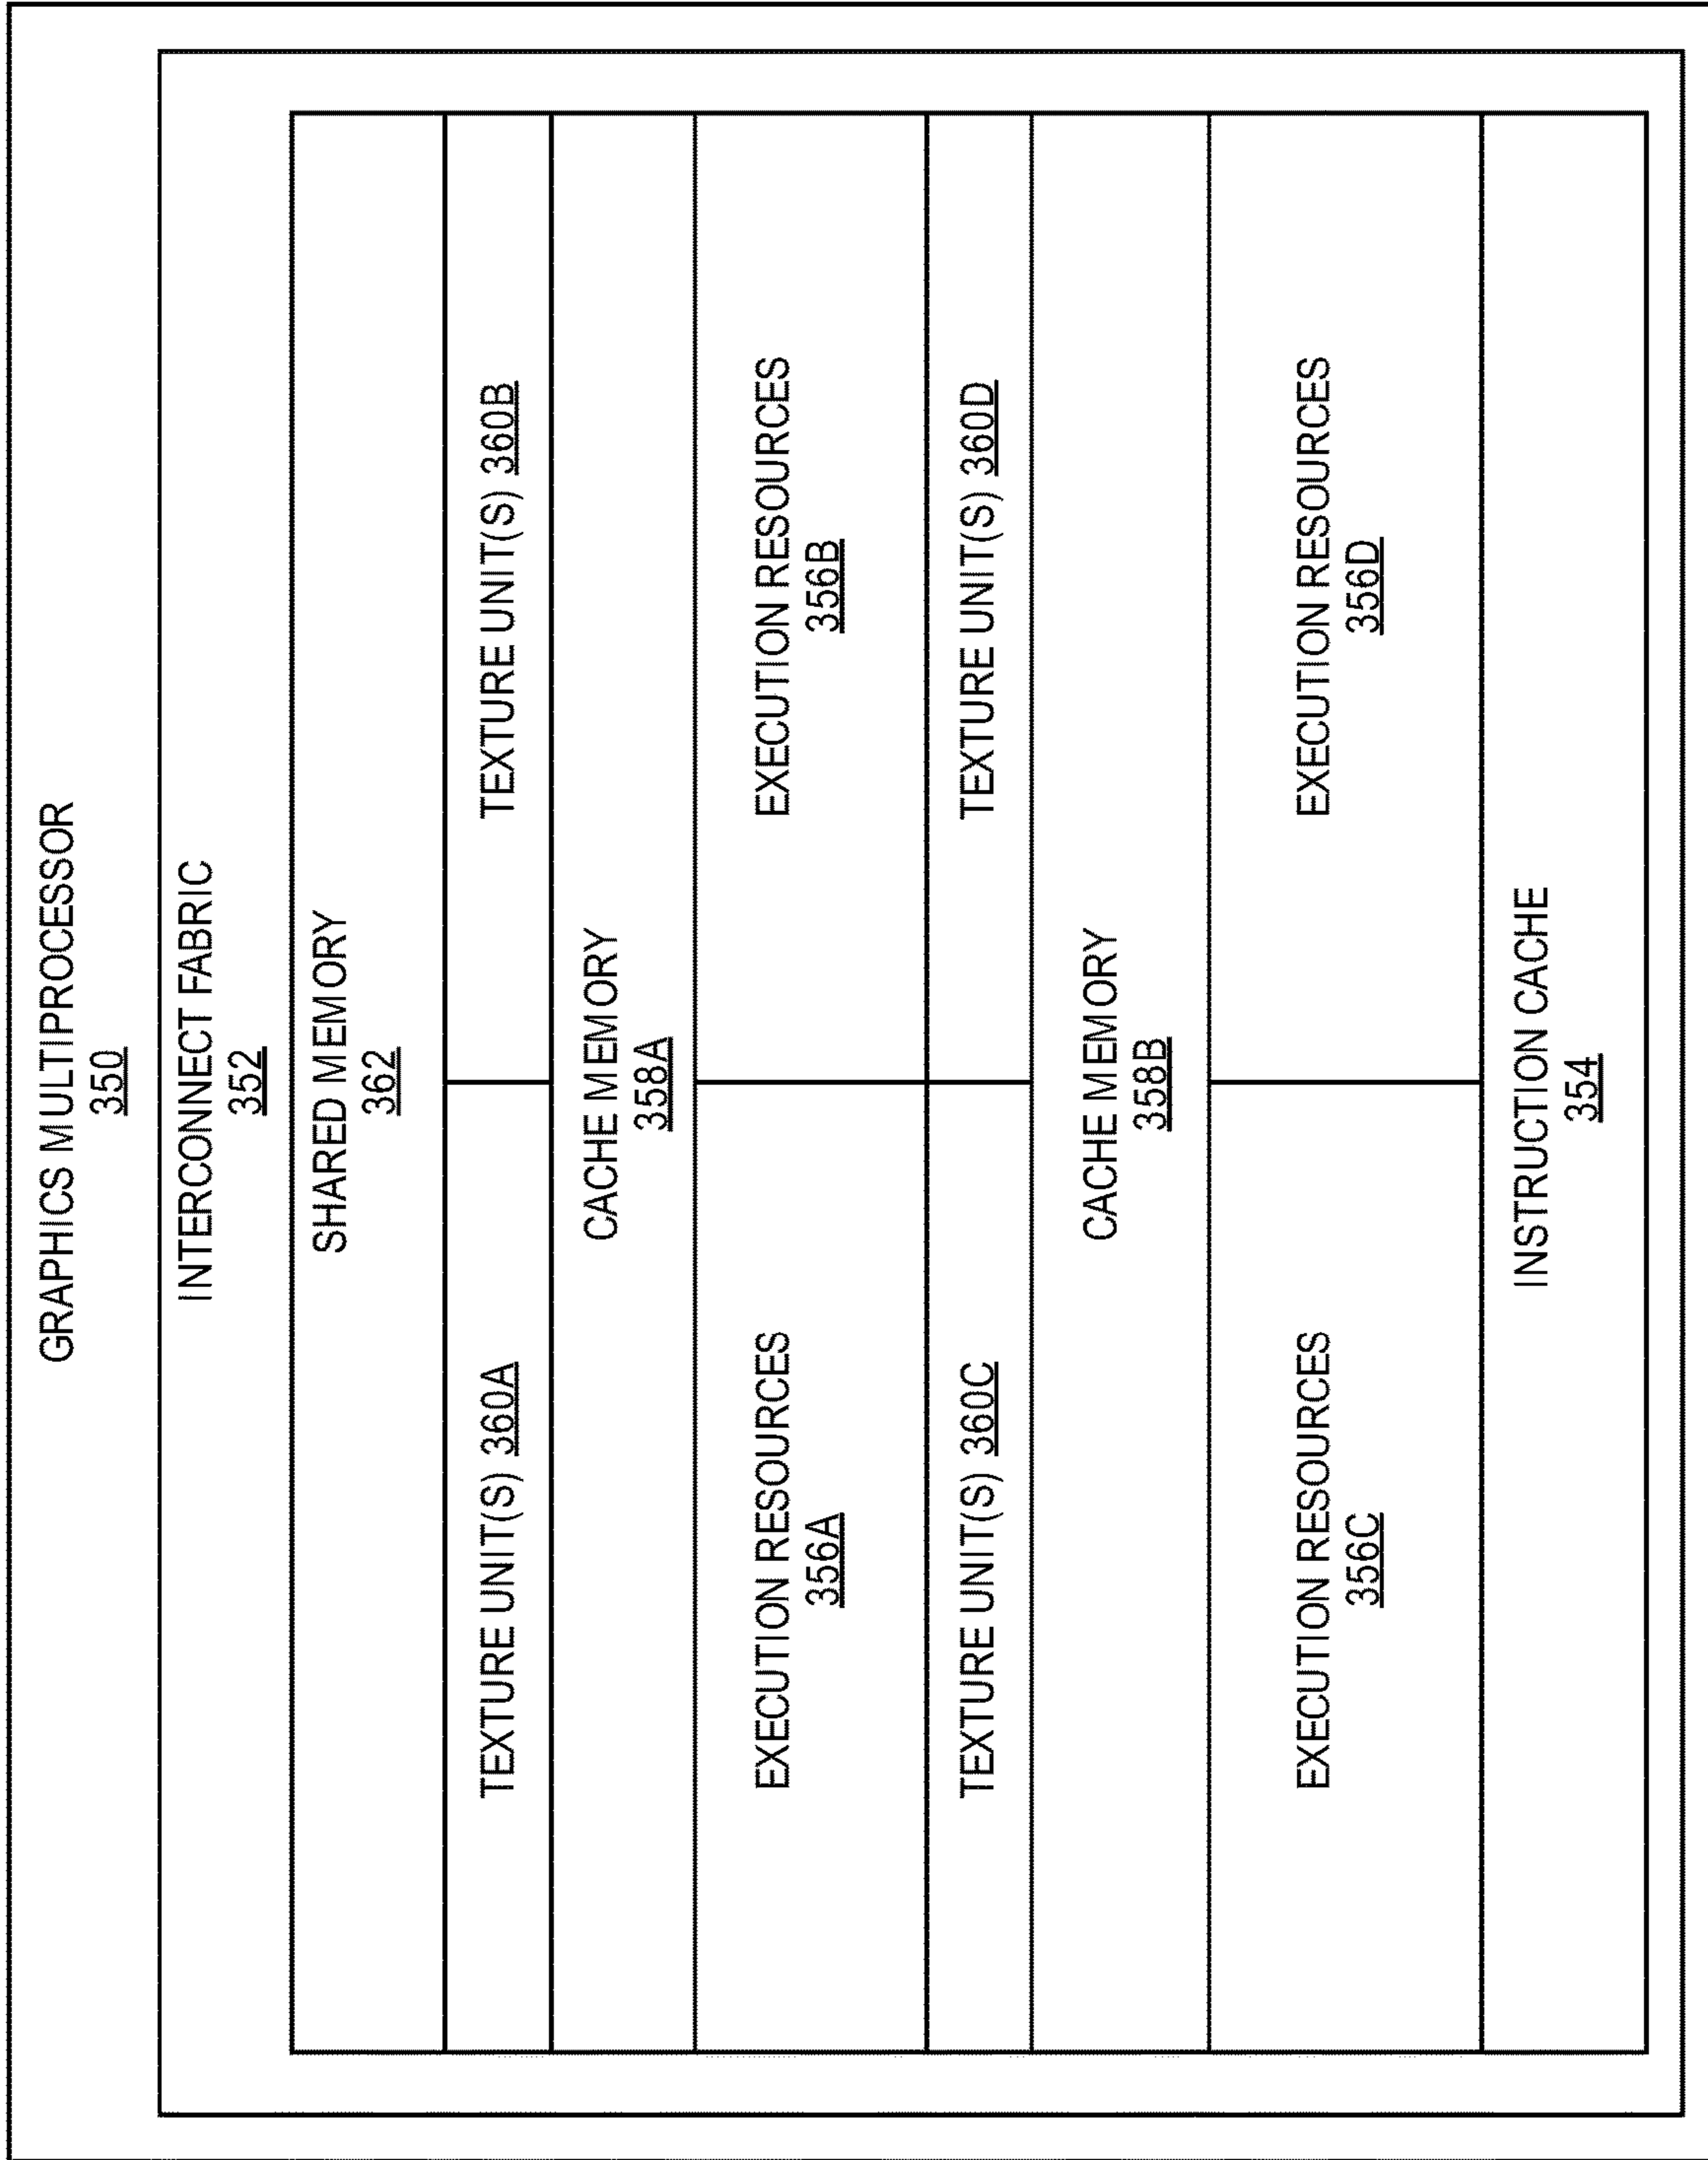 GRAPHICS MULTIPROCESSOR
350
INTERCONNECT FABRIC
352
SHARED MEMORY
362
TEXTURE UNIT(S) 360A
TEXTURE UNIT(S) 360B
CACHE MEMORY
358A
EXECUTION RESOURCES
356A
EXECUTION RESOURCES
356B
TEXTURE UNIT(S) 360C
TEXTURE UNIT(S) 360D
CACHE MEMORY
358B
EXECUTION RESOURCES
356C
EXECUTION RESOURCES
356D
INSTRUCTION CACHE
354